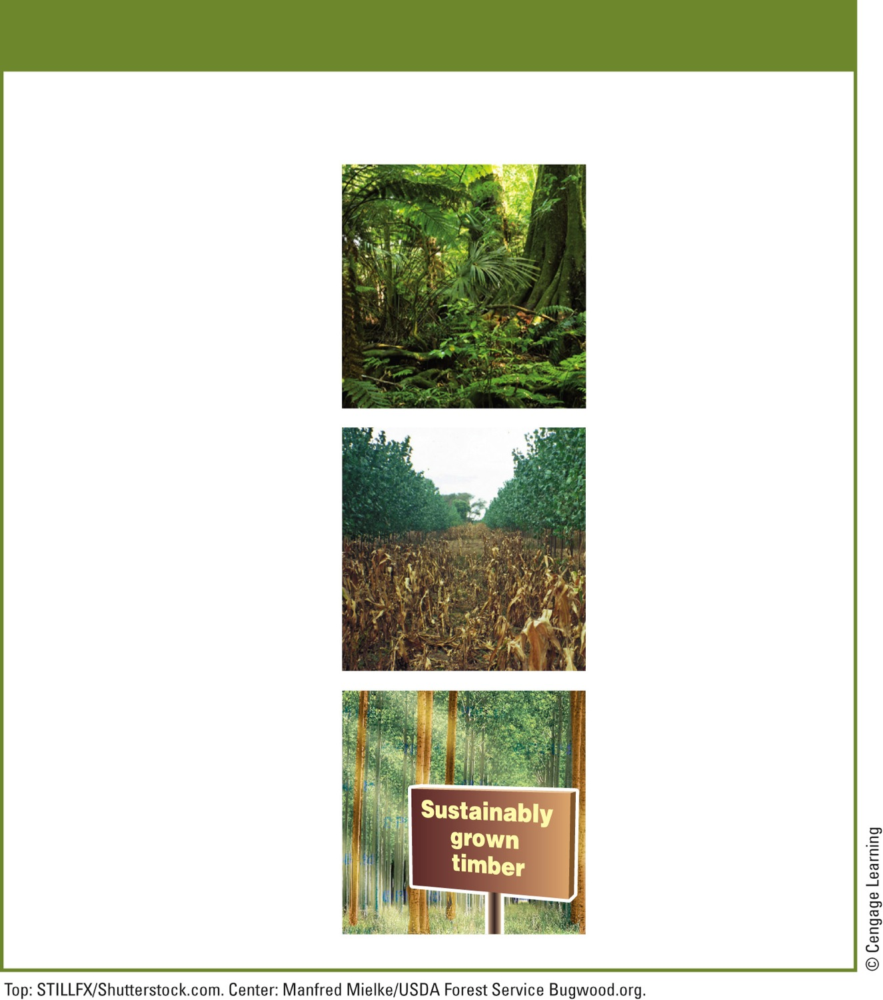 Sustainably
grown
timber
© Cengage Learning
Top: STILLFX/Shutterstock.com. Center: Manfred Mielke/USDA Forest Service Bugwood.org.